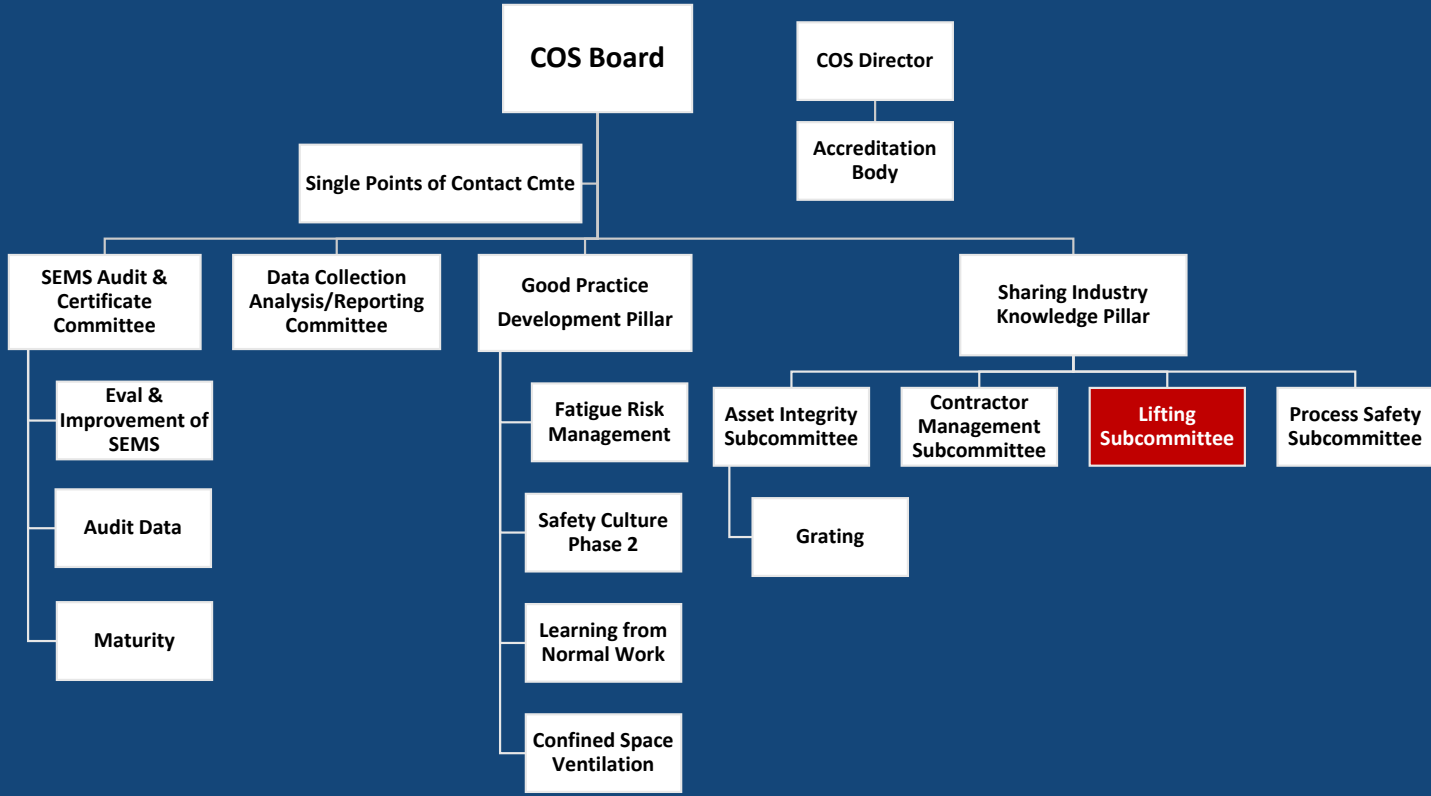 COS Board
COS Director
Accreditation
Body
Single Points of Contact Cmte
SEMS Audit &
Certificate
Committee
Data Collection
Analysis/Reporting
Committee
Good Practice
Development Pillar
Sharing Industry
Knowledge Pillar
Eval &
Improvement of
SEMS
Audit Data
Maturity
Fatigue Risk
Management
Safety Culture
Phase 2
Learning from
Normal Work
Confined Space
Ventilation
Asset Integrity
Subcommittee
Grating
Contractor
Management
Subcommittee
Lifting
Subcommittee
Process Safety
Subcommittee